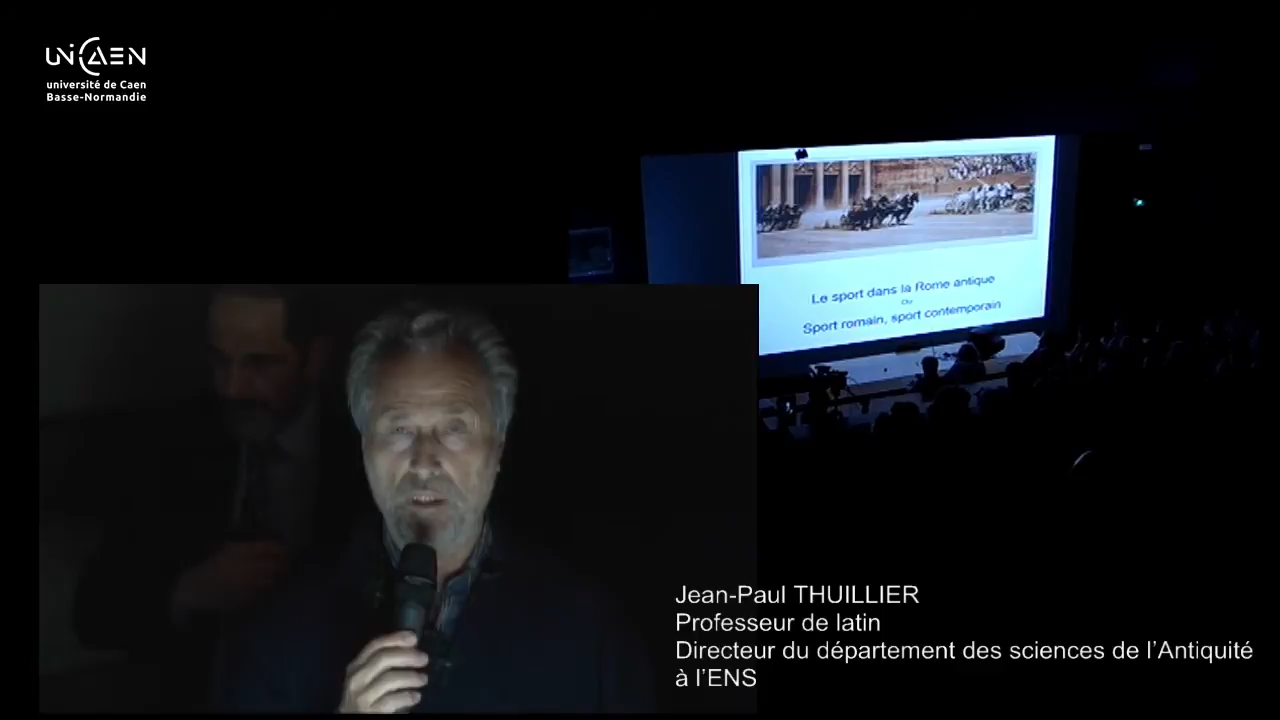 UNICAEN
université de Caen
Basse-Normandie
Le sport dans la Rome antique
Ou
Sport romain, sport contemporain
Jean-Paul THUILLIER
Professeur de latin
Directeur du département des sciences de l'Antiquité
à l'ENS